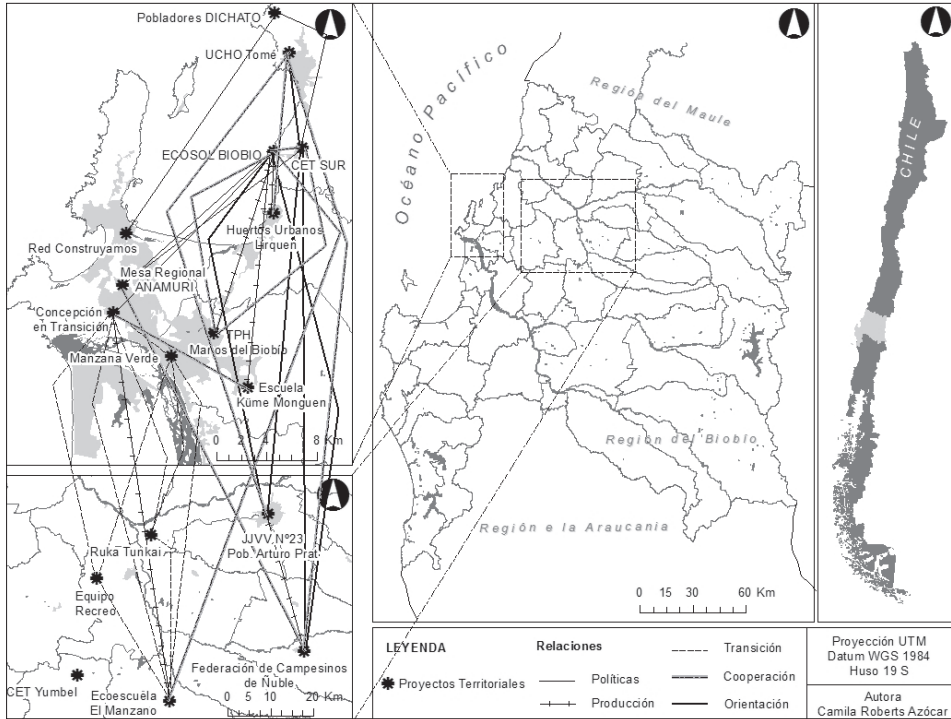 Pobladores DICHATO
UCHO Tomé
ECOSOL BIOBIO
CET SUR
Huertos Urbanos
Lirquen
Red Construyamos
Mesa Regional
ANAMURI
Concepción
en Transición
TPH
Manos del Biobío
Manzana Verde
Escuela
Küme Monguen
0 2 4 8 Km
Ruka Tunkai
JJVV Nº23
Pob. Arturo Prat
Equipo
Recreo
CET Yumbel
Ecoescuela
El Manzano
Federación de Campesinos
de Ñuble
0 5 10 20 Km
Océano Pacífico
Región del Maule
Región del Biobío
Región e la Araucania
0 15 30 60 Km
CHILE
LEYENDA
Proyectos Territoriales
Relaciones
Políticas
Producción
Transición
Cooperación
Orientación
Proyección UTM
Datum WGS 1984
Huso 19 S
Autora
Camila Roberts Azócar